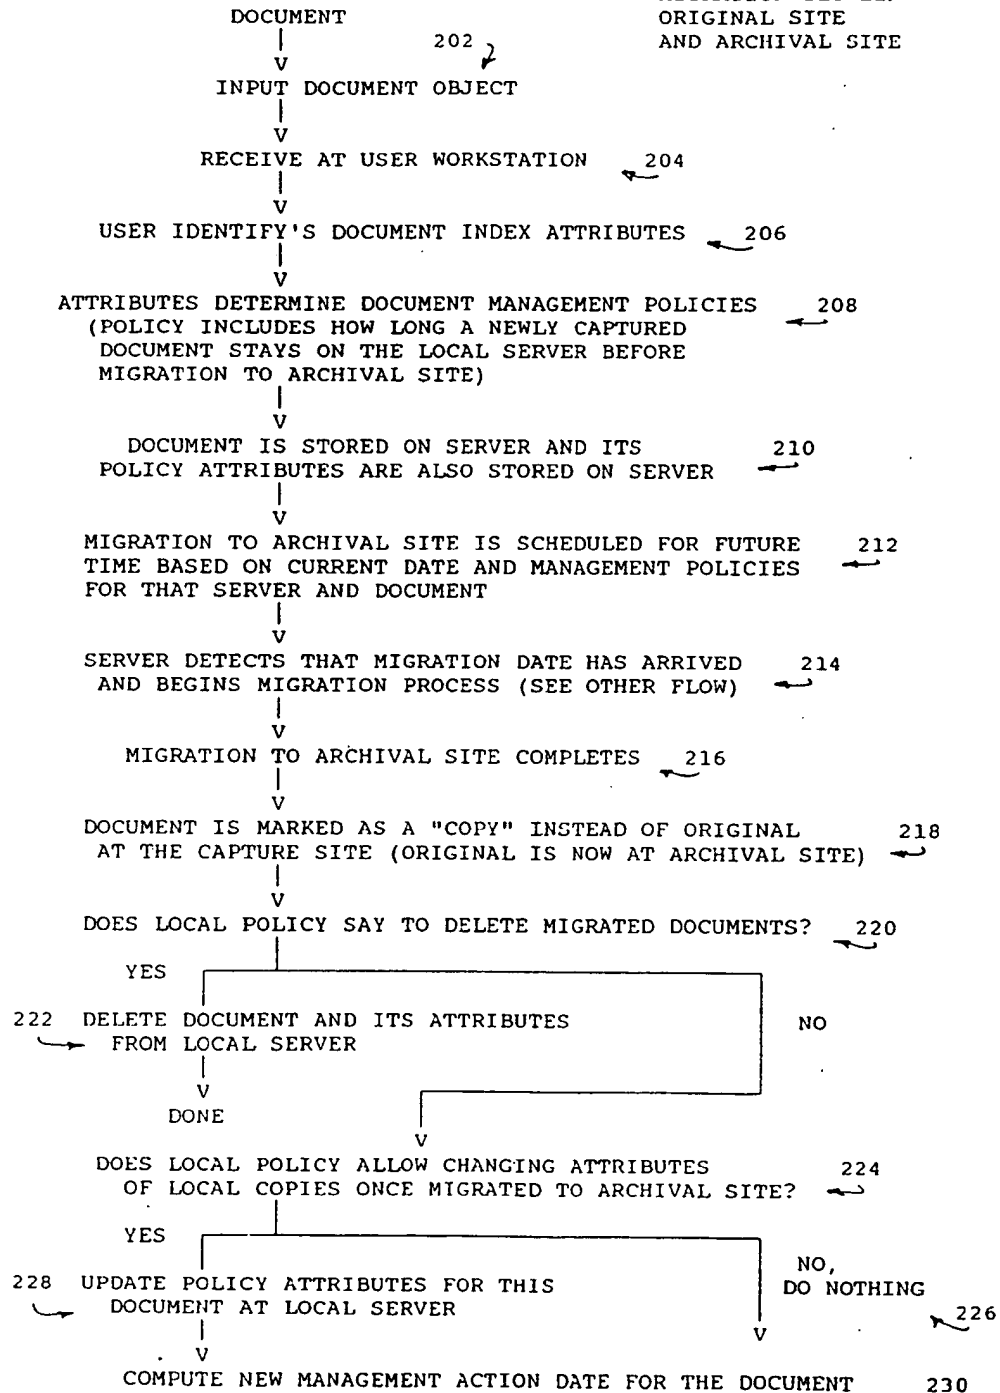 DOCUMENT
ORIGINAL SITE
AND ARCHIVAL SITE
202
INPUT DOCUMENT OBJECT
RECEIVE AT USER WORKSTATION 204
USER IDENTIFY'S DOCUMENT INDEX ATTRIBUTES 206
ATTRIBUTES DETERMINE DOCUMENT MANAGEMENT POLICIES 208
(POLICY INCLUDES HOW LONG A NEWLY CAPTURED
DOCUMENT STAYS ON THE LOCAL SERVER BEFORE
MIGRATION TO ARCHIVAL SITE)
DOCUMENT IS STORED ON SERVER AND ITS 210
POLICY ATTRIBUTES ARE ALSO STORED ON SERVER
MIGRATION TO ARCHIVAL SITE IS SCHEDULED FOR FUTURE 212
TIME BASED ON CURRENT DATE AND MANAGEMENT POLICIES
FOR THAT SERVER AND DOCUMENT
SERVER DETECTS THAT MIGRATION DATE HAS ARRIVED 214
AND BEGINS MIGRATION PROCESS (SEE OTHER FLOW)
MIGRATION TO ARCHIVAL SITE COMPLETES 216
DOCUMENT IS MARKED AS A "COPY" INSTEAD OF ORIGINAL 218
AT THE CAPTURE SITE (ORIGINAL IS NOW AT ARCHIVAL SITE)
DOES LOCAL POLICY SAY TO DELETE MIGRATED DOCUMENTS? 220
YES
222 DELETE DOCUMENT AND ITS ATTRIBUTES NO
FROM LOCAL SERVER
DONE
DOES LOCAL POLICY ALLOW CHANGING ATTRIBUTES 224
OF LOCAL COPIES ONCE MIGRATED TO ARCHIVAL SITE?
YES
NO,
228 UPDATE POLICY ATTRIBUTES FOR THIS DO NOTHING
DOCUMENT AT LOCAL SERVER 226
COMPUTE NEW MANAGEMENT ACTION DATE FOR THE DOCUMENT 230